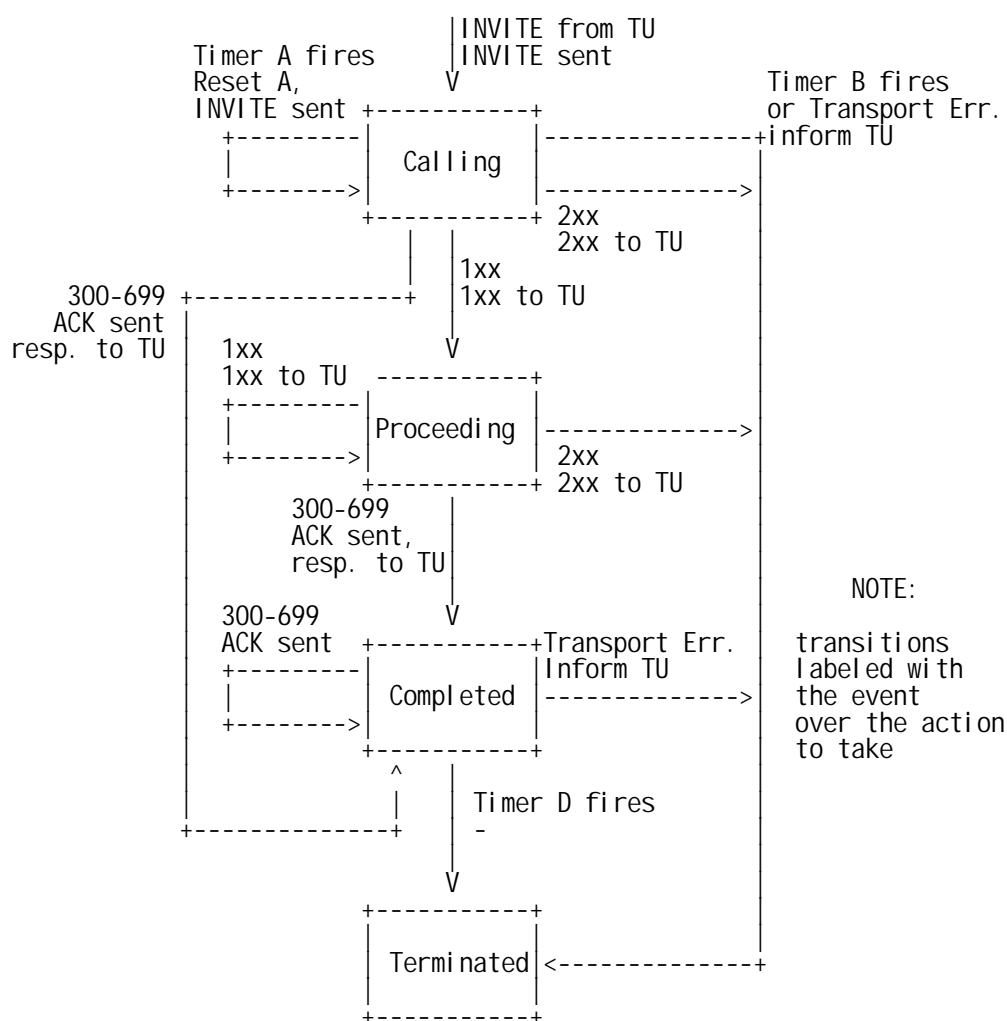 |INVITE from TU
Timer A fires     |INVITE sent
Reset A,          V                      Timer B fires
INVITE sent +-----------+                or Transport Err.
+---------|           |---------------+inform TU
|         |  Calling  |               |
+-------->|           |-------------->|
+-----------+ 2xx           |
|  |       2xx to TU     |
|  |1xx                  |
300-699 +---------------+  |1xx to TU            |
ACK sent |                  |                     |
resp. to TU |  1xx             V                     |
|  1xx to TU  -----------+               |
|  +---------|           |               |
|  |         |Proceeding |-------------->|
|  +-------->|           | 2xx           |
|            +-----------+ 2xx to TU     |
|       300-699    |                     |
|       ACK sent,  |                     |
|       resp. to TU|                     |
|                  |                     |      NOTE:
|  300-699         V                     |
|  ACK sent  +-----------+Transport Err. |  transitions
|  +---------|           |Inform TU      |  labeled with
|  |         | Completed |-------------->|  the event
|  +-------->|           |               |  over the action
|            +-----------+               |  to take
|              ^   |                     |
|              |   | Timer D fires       |
+--------------+   | -                   |
|                     |
V                     |
+-----------+               |
|           |               |
| Terminated|<--------------+
|           |
+-----------+